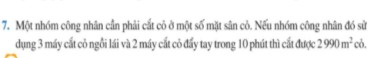 7. Một nhóm công nhân cần phải cắt cỏ ở một số mặt sân cỏ. Nếu nhóm công nhân đó sử
dụng 3 máy cắt cỏ ngồi lái và 2 máy cắt cỏ đẩy tay trong 10 phút thì cắt được 2 990 m² cỏ.